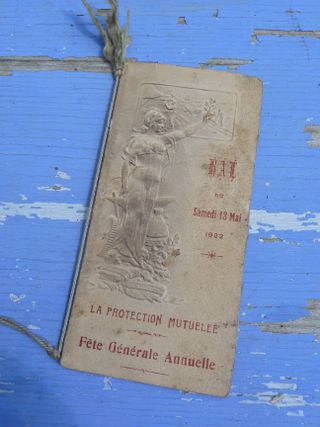 BAL
DU
Samedi 13 Mai
1922
LA PROTECTION MUTUELLE
Fête Générale Annuelle